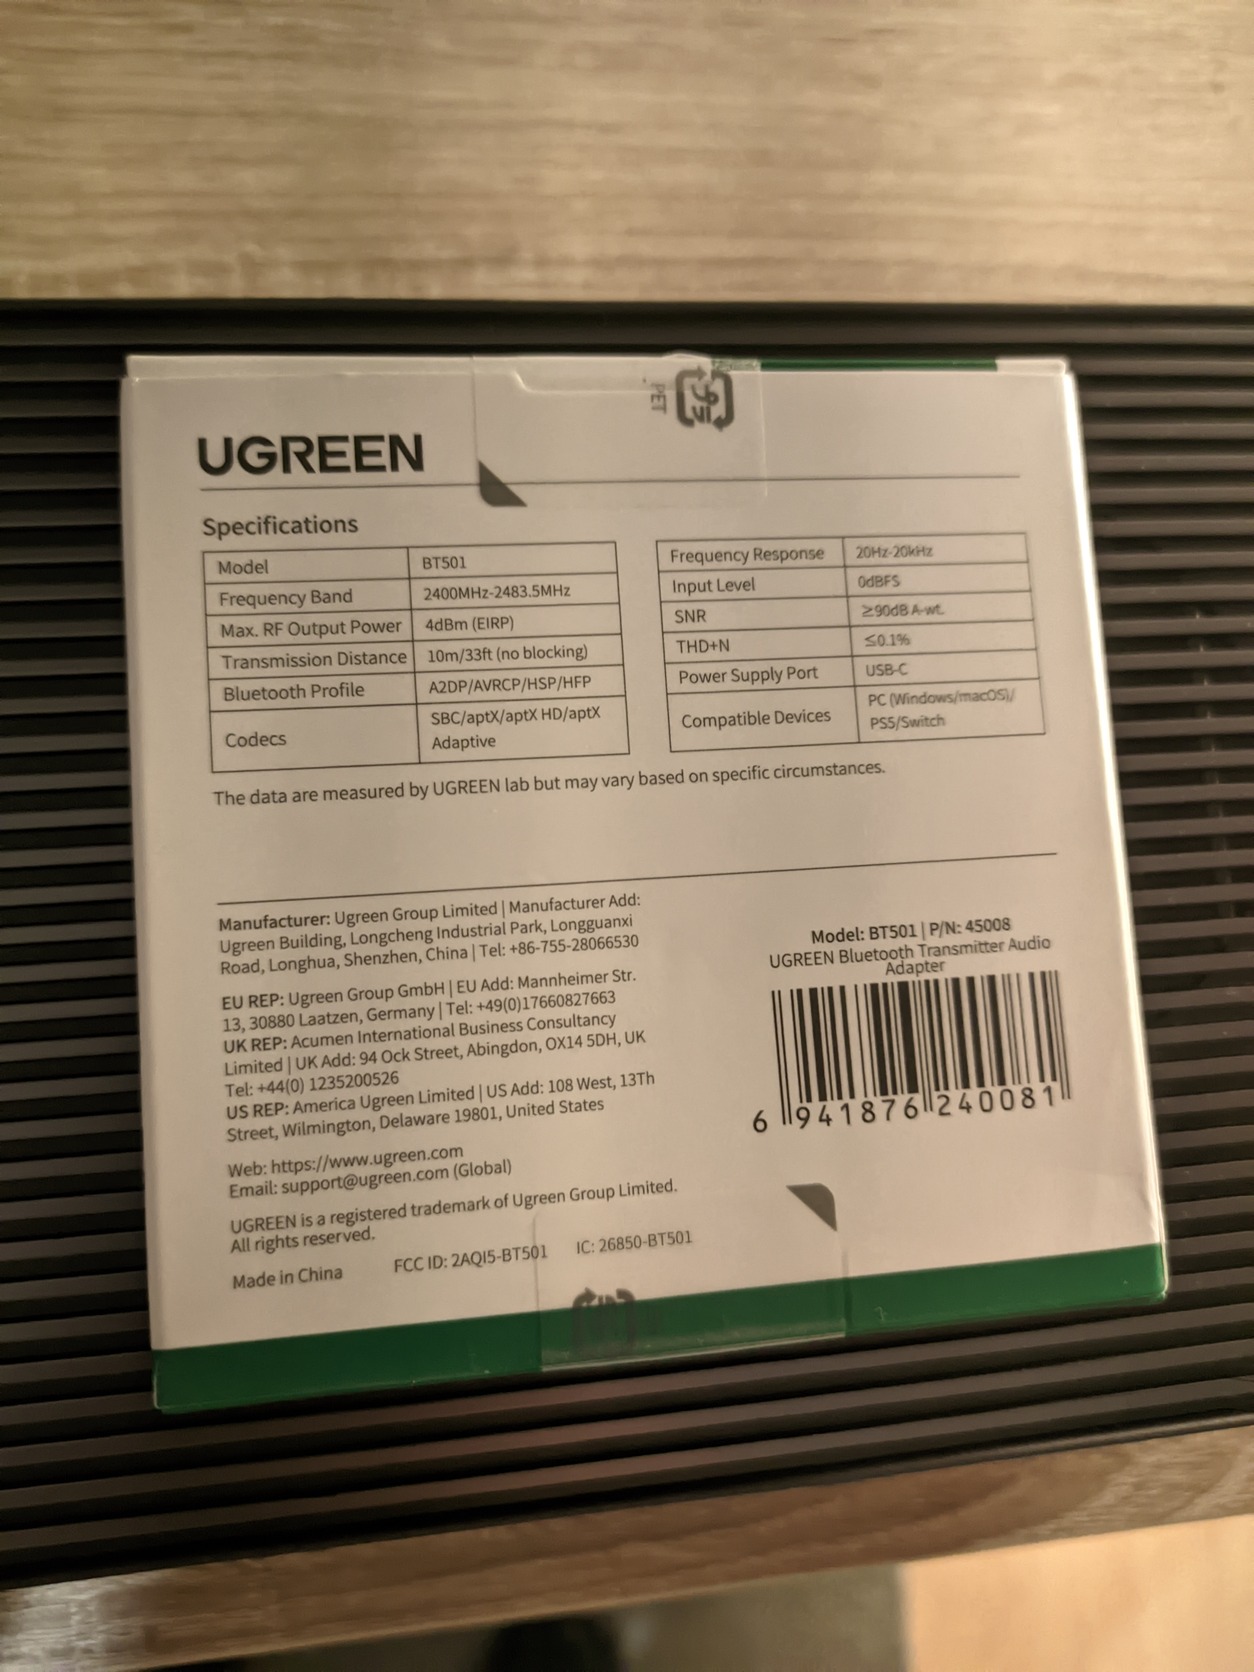 PET
UGREEN
Specifications
Model BT501
Frequency Band 2400MHz-2483.5MHz
Max. RF Output Power 4dBm (EIRP)
Transmission Distance 10m/33ft (no blocking)
Bluetooth Profile A2DP/AVRCP/HSP/HFP
Codecs SBC/aptX/aptX HD/aptX
Adaptive
Frequency Response 20Hz-20kHz
Input Level 0dBFS
SNR ≥90dB A-wt.
THD+N ≤0.1%
Power Supply Port USB-C
Compatible Devices PC (Windows/macOS)/
PS5/Switch
The data are measured by UGREEN lab but may vary based on specific circumstances.
Manufacturer: Ugreen Group Limited | Manufacturer Add:
Ugreen Building, Longcheng Industrial Park, Longguanxi
Road, Longhua, Shenzhen, China | Tel: +86-755-28066530
EU REP: Ugreen Group GmbH | EU Add: Mannheimer Str.
13, 30880 Laatzen, Germany | Tel: +49(0)17660827663
UK REP: Acumen International Business Consultancy
Limited | UK Add: 94 Ock Street, Abingdon, OX14 5DH, UK
Tel: +44(0) 1235200526
US REP: America Ugreen Limited | US Add: 108 West, 13Th
Street, Wilmington, Delaware 19801, United States
Web: https://www.ugreen.com
Email: support@ugreen.com (Global)
UGREEN is a registered trademark of Ugreen Group Limited.
All rights reserved.
Made in China FCC ID: 2AQI5-BT501 IC: 26850-BT501
Model: BT501 | P/N: 45008
UGREEN Bluetooth Transmitter Audio
Adapter
6 941876 240081